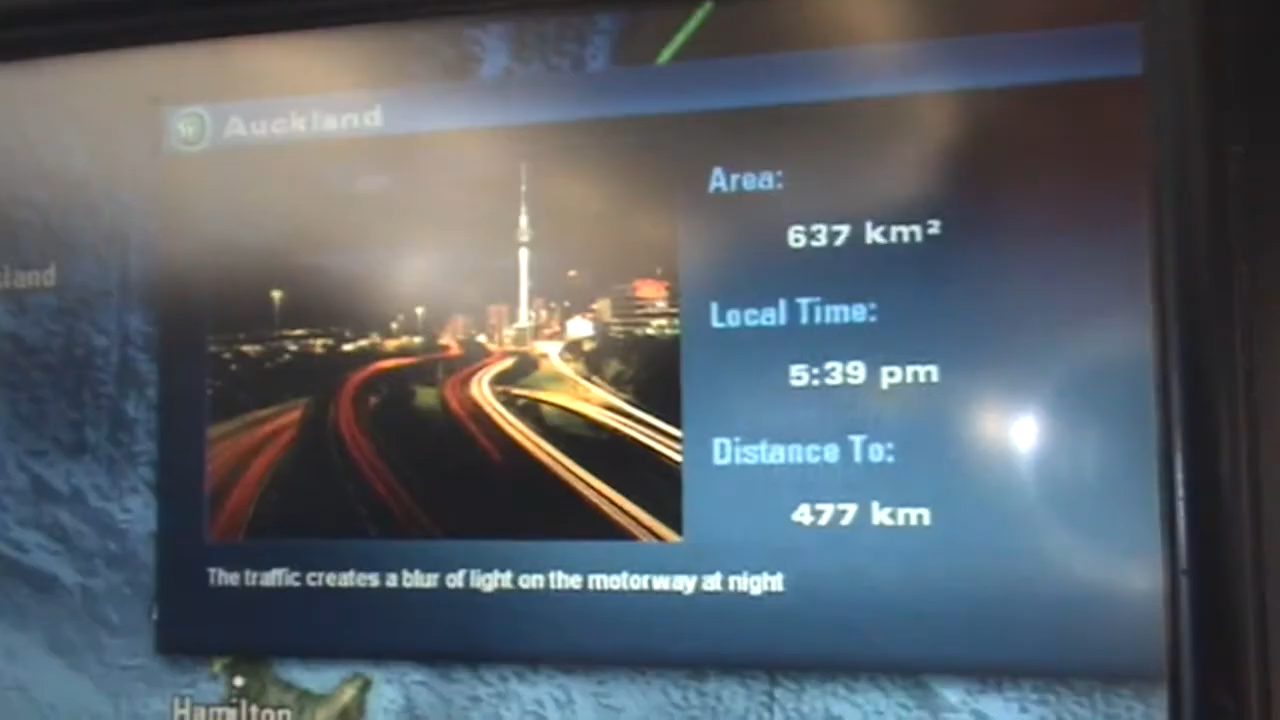 Auckland
Area:
637 km²
Local Time:
5:39 pm
Distance To:
477 km
The traffic creates a blur of light on the motorway at night
Hamilton